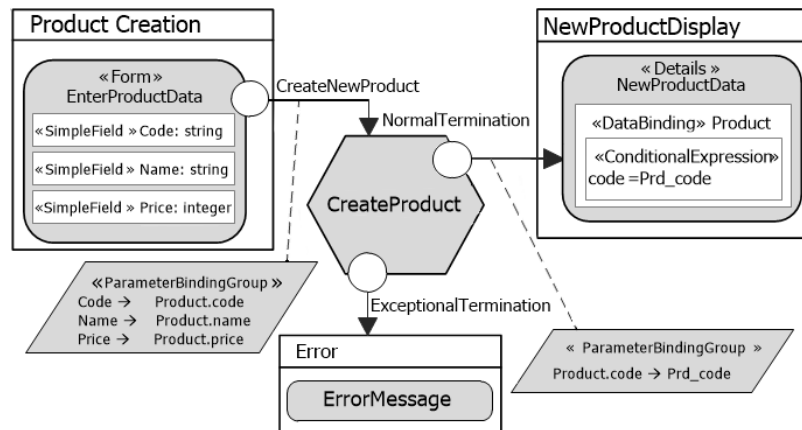 Product Creation
«Form»
EnterProductData
«SimpleField» Code: string
«SimpleField» Name: string
«SimpleField» Price: integer
CreateNewProduct
NormalTermination
CreateProduct
ExceptionalTermination
NewProductDisplay
«Details »
NewProductData
«DataBinding» Product
«ConditionalExpression»
code =Prd_code
«ParameterBindingGroup »
Code → Product.code
Name → Product.name
Price → Product.price
Error
ErrorMessage
« ParameterBindingGroup »
Product.code → Prd_code